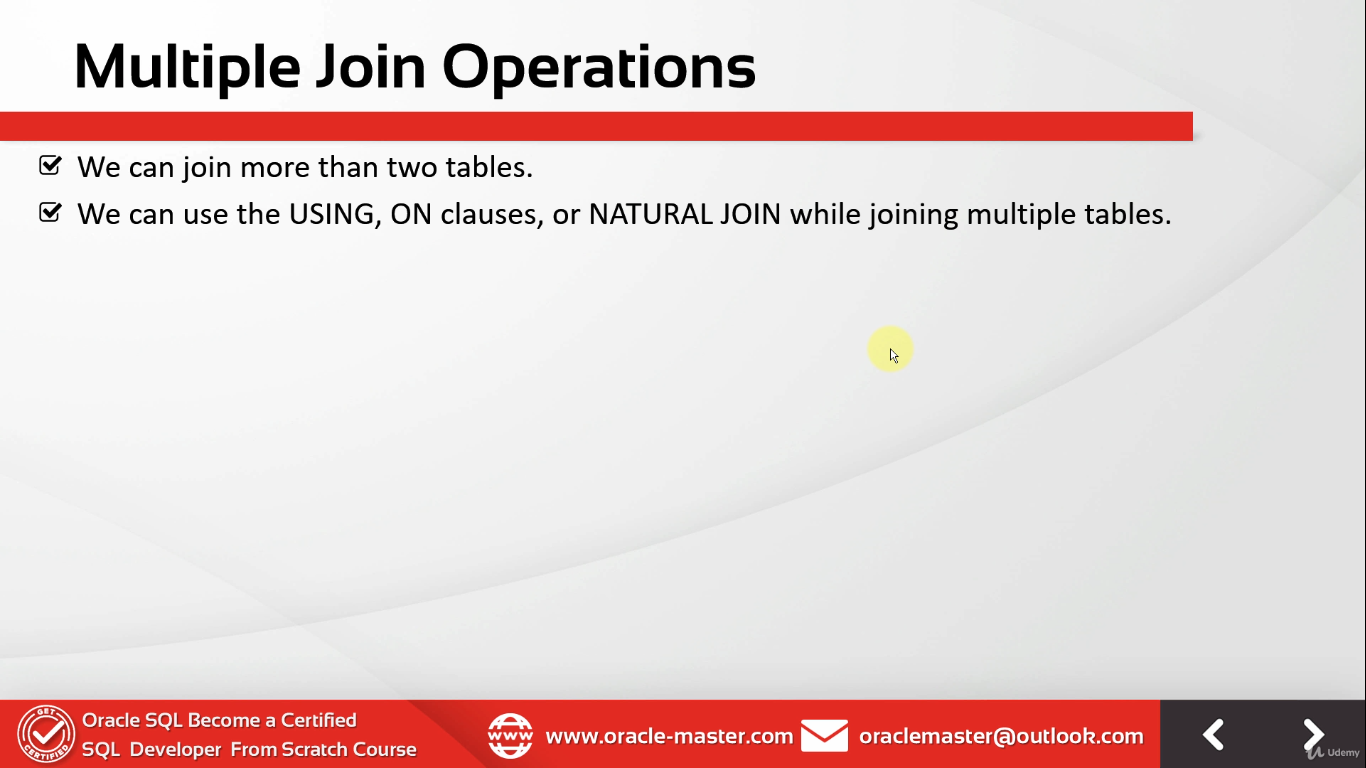 Multiple Join Operations
We can join more than two tables.
We can use the USING, ON clauses, or NATURAL JOIN while joining multiple tables.
GET
CERTIFIED
Oracle SQL Become a Certified
SQL Developer From Scratch Course
WWW
www.oracle-master.com
oraclemaster@outlook.com
Udemy